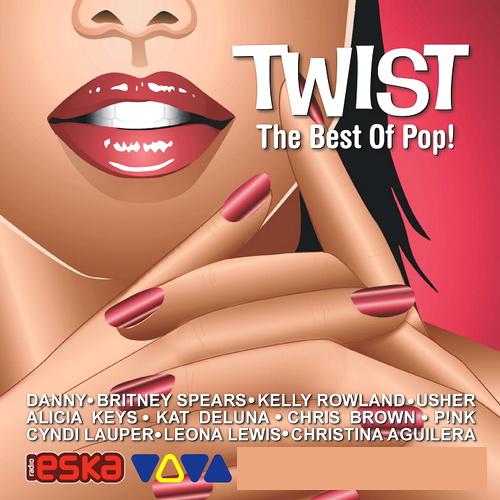 TWIST
The Best Of Pop!
DANNY • BRITNEY SPEARS • KELLY ROWLAND • USHER
ALICIA KEYS • KAT DELUNA • CHRIS BROWN • P!NK
CYNDI LAUPER • LEONA LEWIS • CHRISTINA AGUILERA
radio eska VIVA